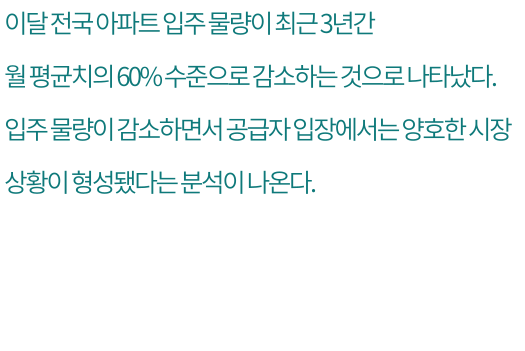 이달 전국 아파트 입주 물량이 최근 3년간
월 평균치의 60% 수준으로 감소하는 것으로 나타났다.
입주 물량이 감소하면서 공급자 입장에서는 양호한 시장
상황이 형성됐다는 분석이 나온다.